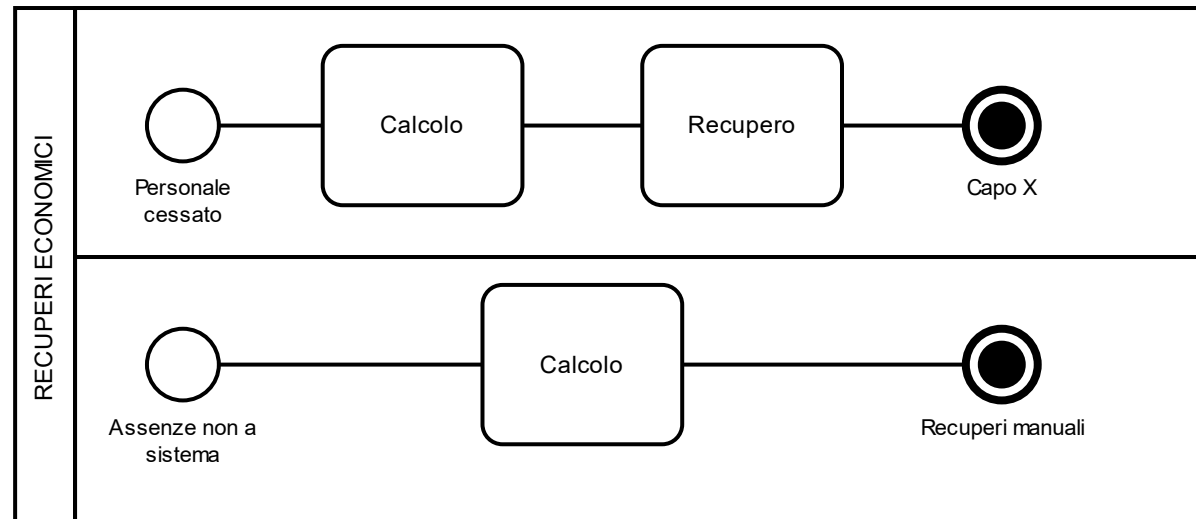 RECUPERI ECONOMICI
Calcolo
Recupero
Personale
cessato
Capo X
Calcolo
Assenze non a
sistema
Recuperi manuali